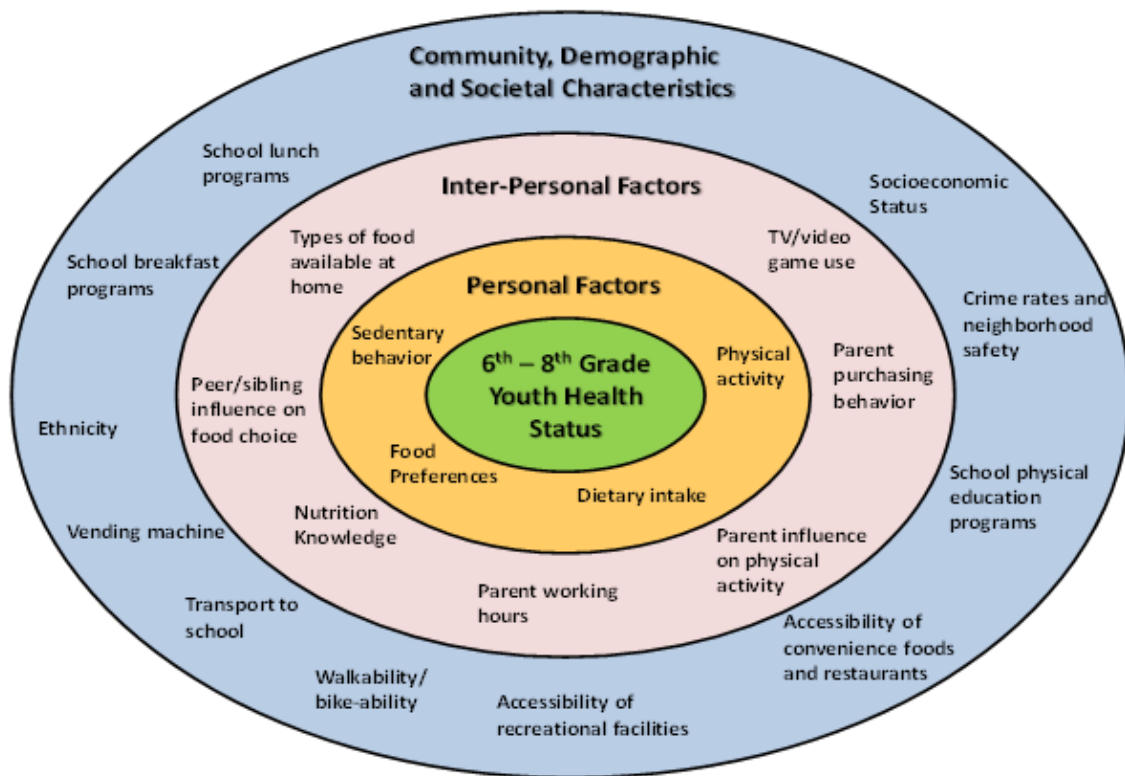 Community, Demographic
and Societal Characteristics
School lunch
programs
Inter-Personal Factors
Socioeconomic
Status
Types of food
available at
home
TV/video
game use
School breakfast
programs
Personal Factors
Crime rates and
neighborhood
safety
Sedentary
behavior
6th – 8th Grade
Youth Health
Status
Physical
activity
Parent
purchasing
behavior
Peer/sibling
influence on
food choice
Ethnicity
Food
Preferences
Dietary intake
School physical
education
programs
Nutrition
Knowledge
Vending machine
Parent influence
on physical
activity
Parent working
hours
Transport to
school
Accessibility of
convenience foods
and restaurants
Walkability/
bike-ability
Accessibility of
recreational facilities